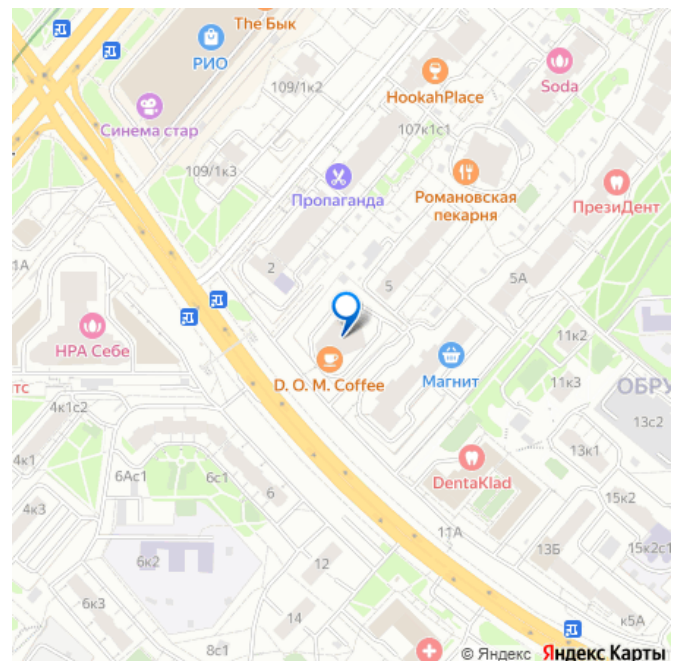 The Бык
РИО
109/1к2
HookahPlace
Soda
Синема стар
107к1с1
109/1к3
Пропаганда
Романовская
пекарня
ПрезиДент
1А
2
5
5А
НРА Себе
11к2
D. O. M. Coffee
Магнит
11к3
ОБРУ
тс
4к1с2
13с2
4к1
6Ас1
6с1
6
DentaKlad
13к1
4к3
15к2
11А
13Б
15к2с1
6к2
12
6к3
14
к5А
8с1
© Яндекс Яндекс Карты